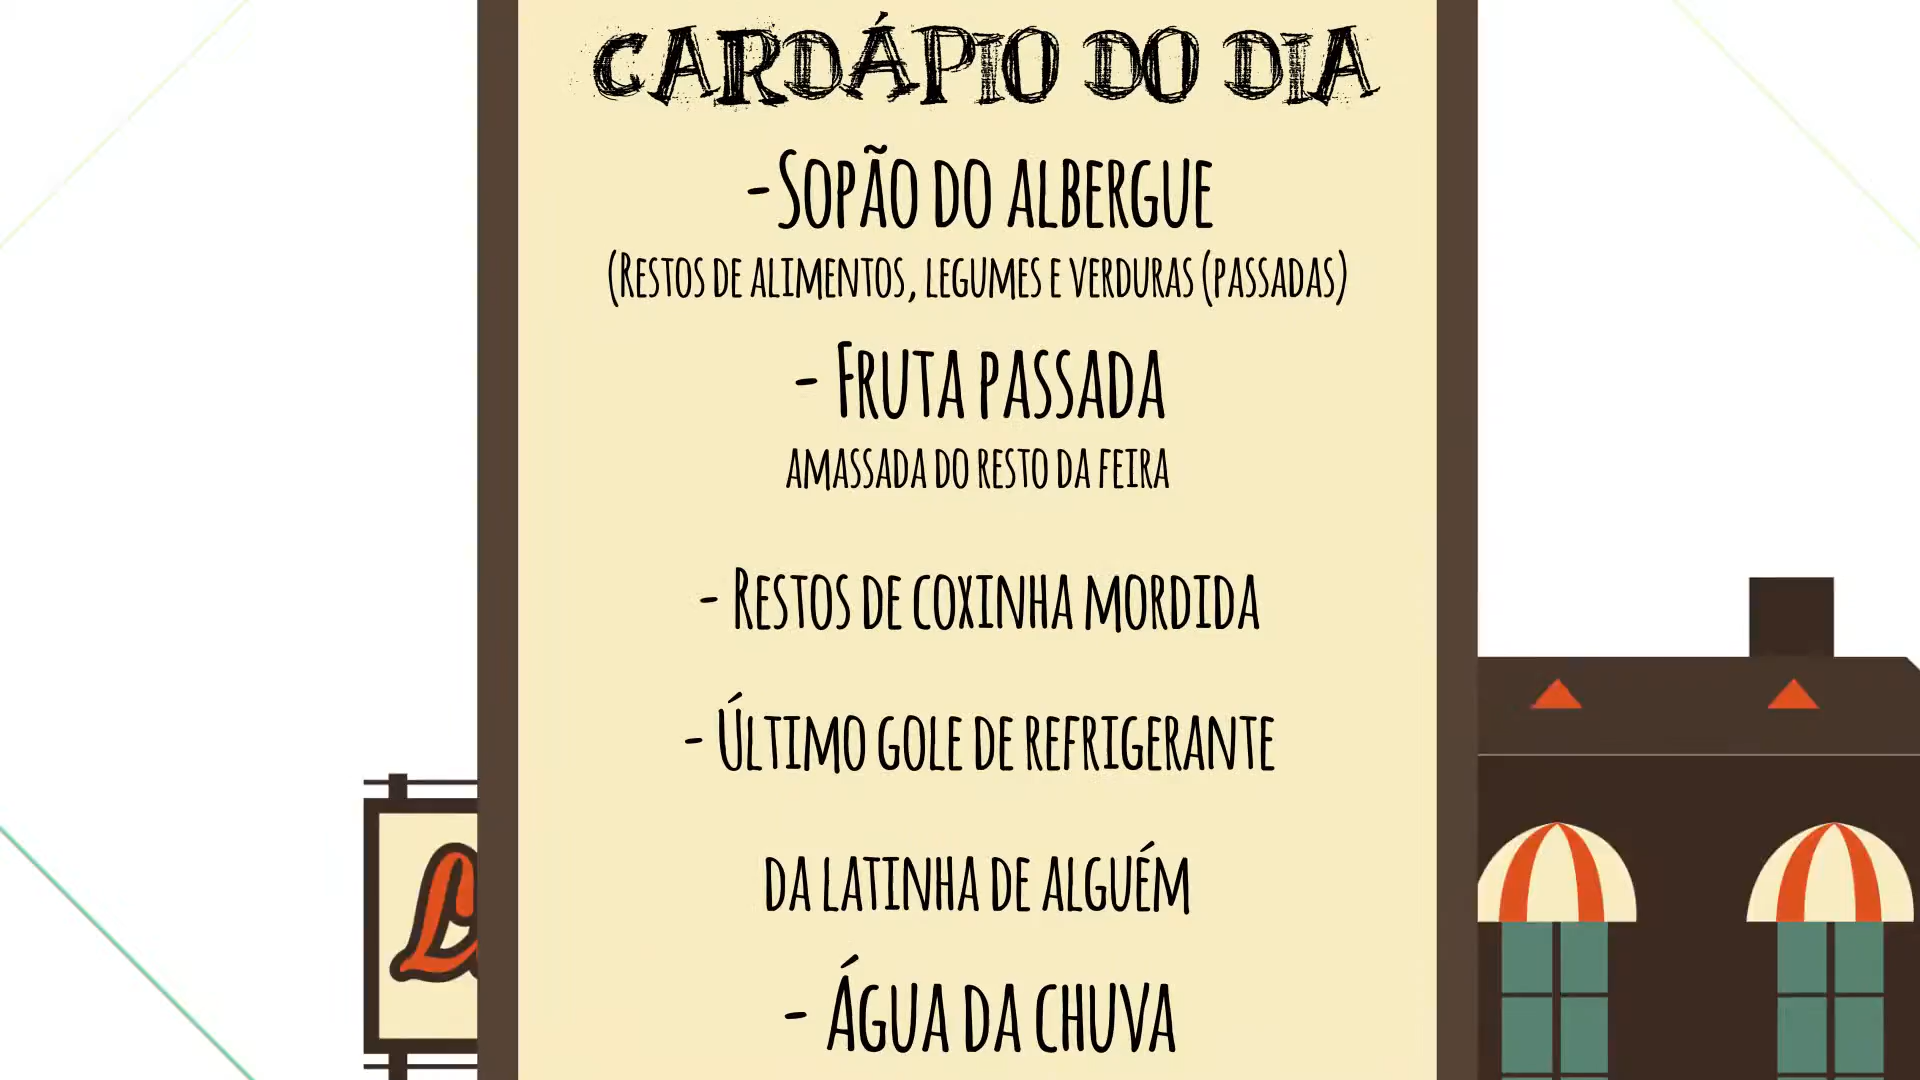 CARDÁPIO DO DIA
-SOPÃO DO ALBERGUE
(RESTOS DE ALIMENTOS, LEGUMES E VERDURAS (PASSADAS)
- FRUTA PASSADA
AMASSADA DO RESTO DA FEIRA
- RESTOS DE COXINHA MORDIDA
- ÚLTIMO GOLE DE REFRIGERANTE
DA LATINHA DE ALGUÉM
- ÁGUA DA CHUVA